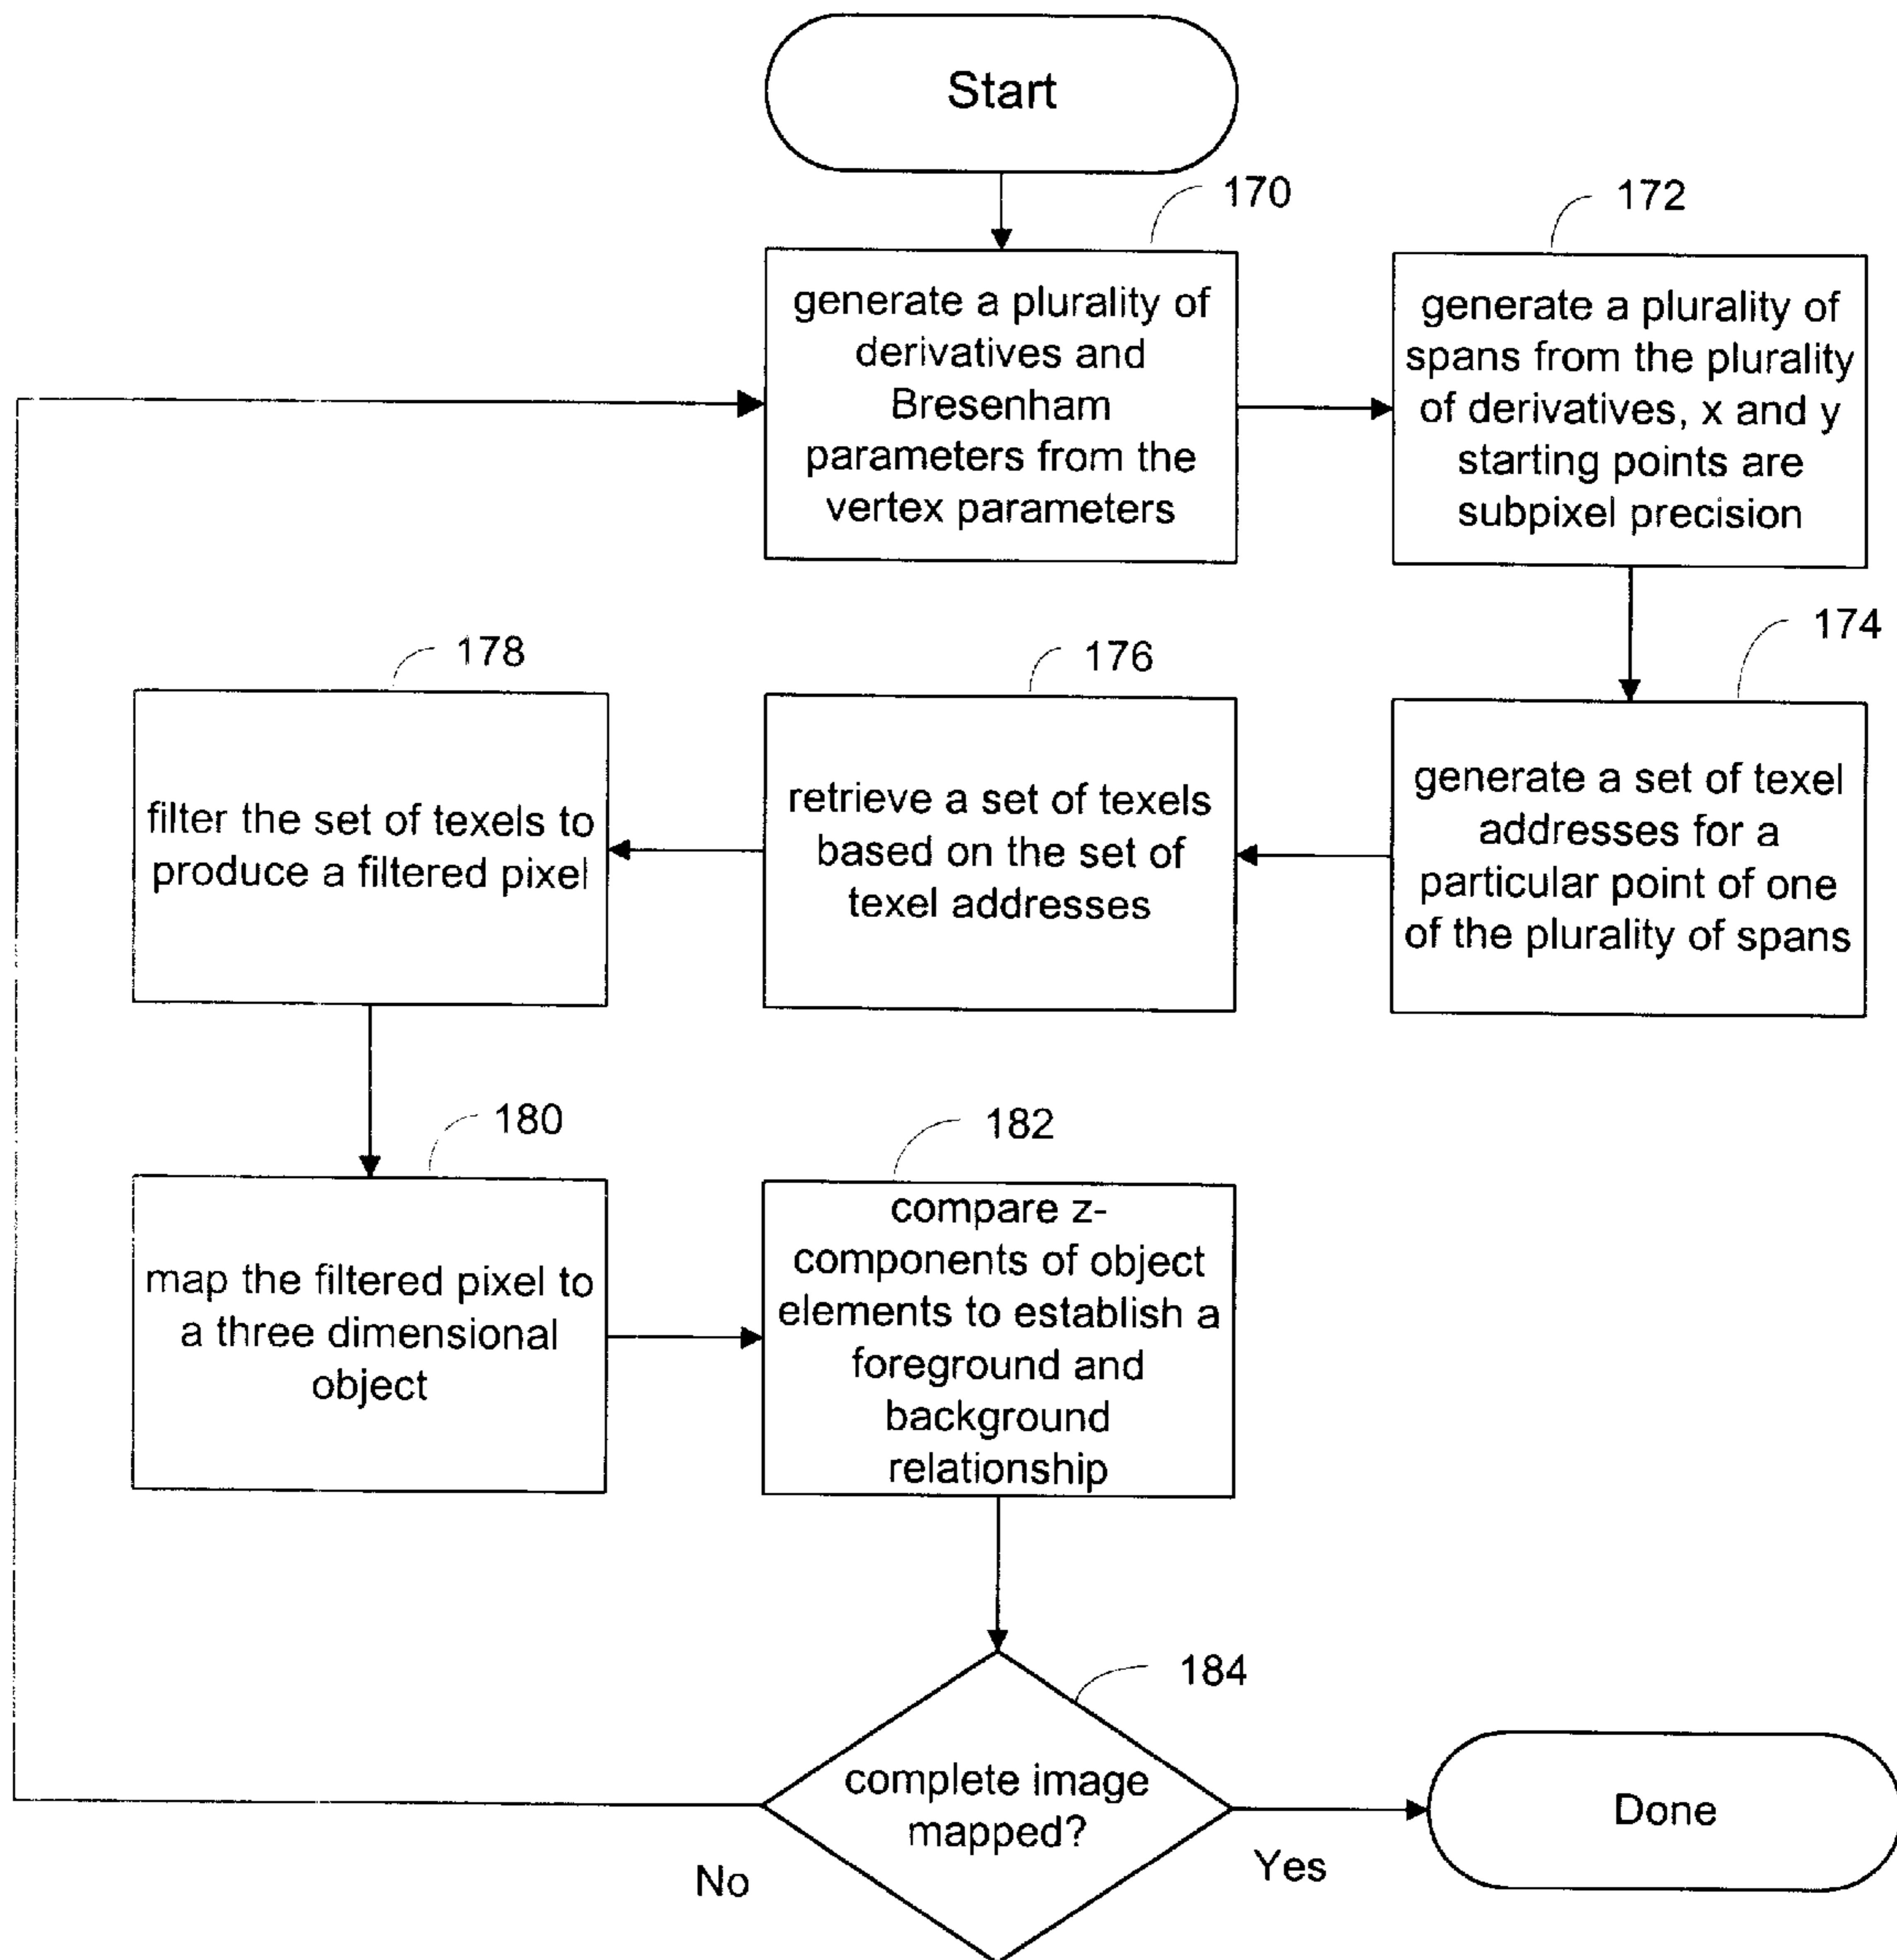 Start
170
generate a plurality of
derivatives and
Bresenham
parameters from the
vertex parameters
172
generate a plurality of
spans from the plurality
of derivatives, x and y
starting points are
subpixel precision
174
generate a set of texel
addresses for a
particular point of one
of the plurality of spans
176
retrieve a set of texels
based on the set of
texel addresses
178
filter the set of texels to
produce a filtered pixel
180
map the filtered pixel to
a three dimensional
object
182
compare z-
components of object
elements to establish a
foreground and
background
relationship
184
complete image
mapped?
No
Yes
Done